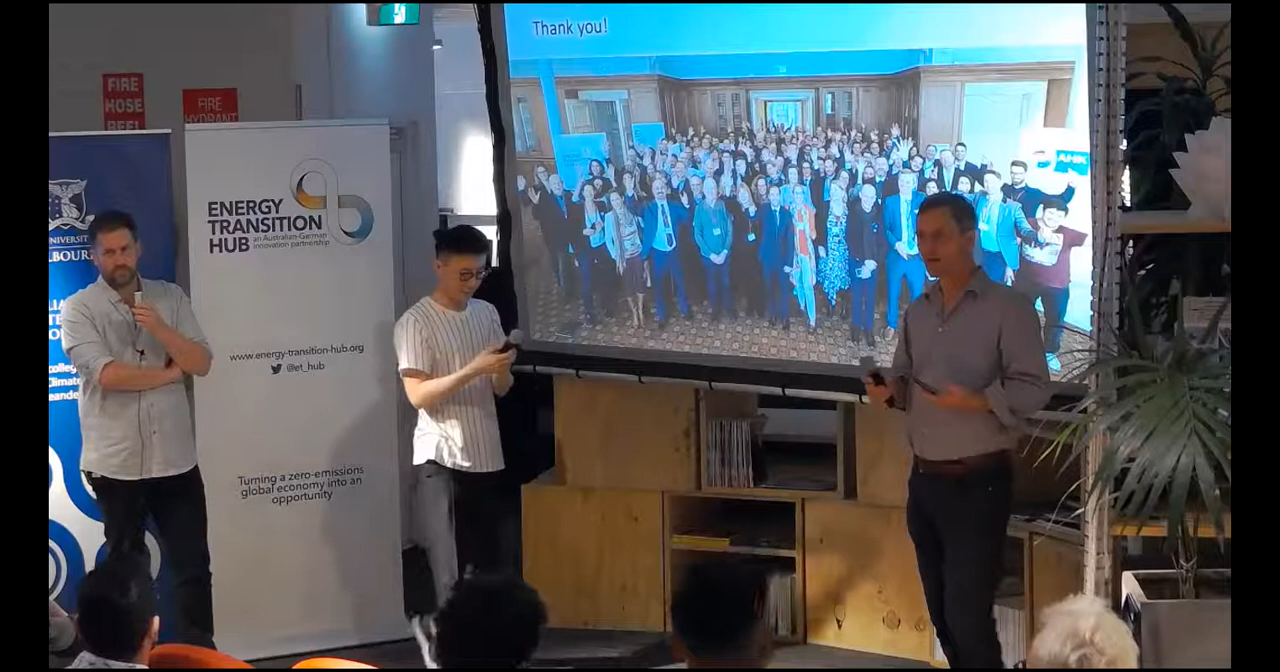 Thank you!
FIRE
HOSE
REEL
FIRE
HYDRANT
AHK
ENERGY
TRANSITION
HUB
an Australian-German
innovation partnership
www.energy-transition-hub.org
@et_hub
Turning a zero-emissions
global economy into an
opportunity